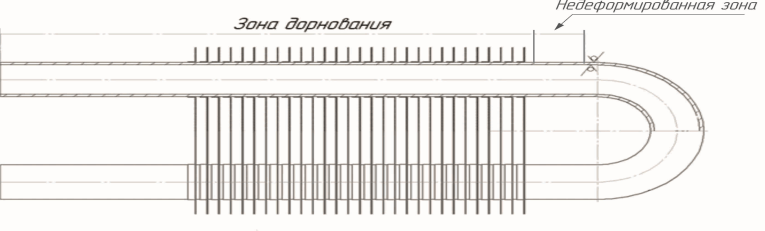 Недеформированная зона
Зона дорнования